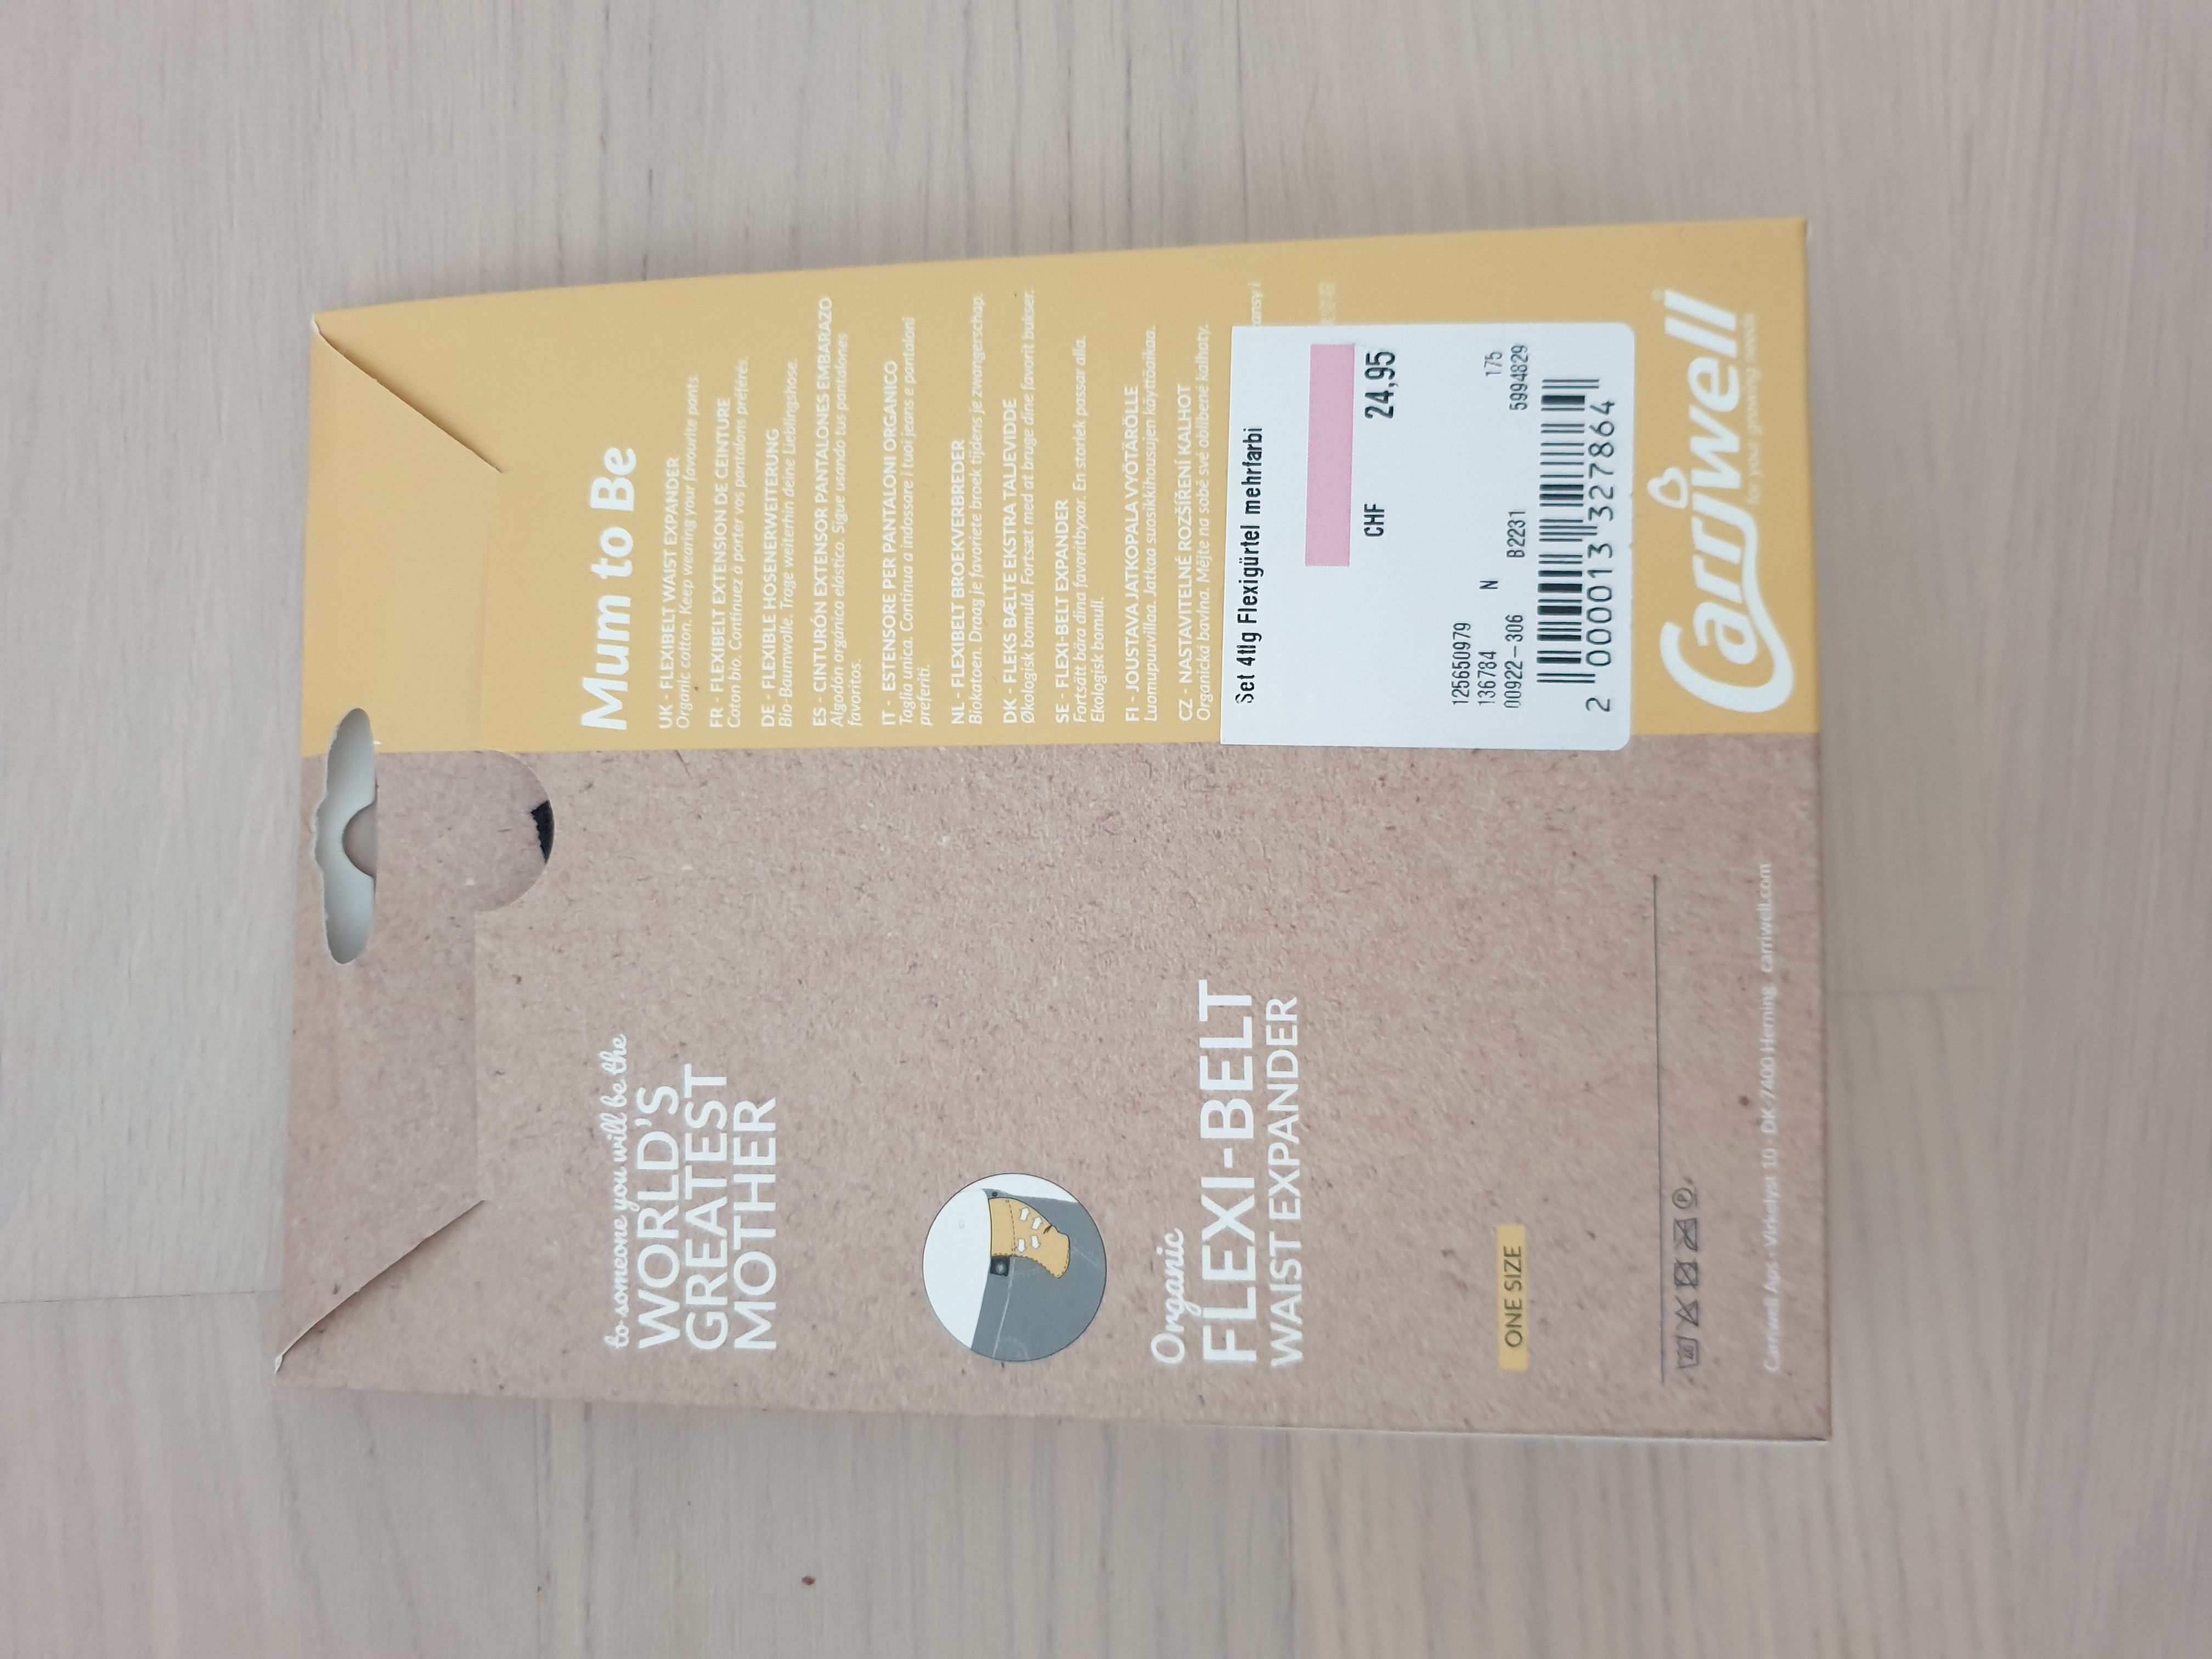 to someone you will be the
WORLD'S
GREATEST
MOTHER
Organic
FLEXI-BELT
WAIST EXPANDER
ONE SIZE
Carriwell Aps · Virkelyst 10 · DK-7400 Herning carriwell.com
Mum to Be
UK - FLEXIBELT WAIST EXPANDER
Organic cotton. Keep wearing your favourite pants.
FR - FLEXIBELT EXTENSION DE CEINTURE
Coton bio. Continuez à porter vos pantalons préférés.
DE - FLEXIBLE HOSENERWEITERUNG
Bio-Baumwolle. Trage weiterhin deine Lieblingshose.
ES - CINTURÓN EXTENSOR PANTALONES EMBARAZO
Algodón orgánico elástico. Sigue usando tus pantalones
favoritos.
IT - ESTENSORE PER PANTALONI ORGANICO
Taglia unica. Continua a indossare i tuoi jeans e pantaloni
preferiti.
NL - FLEXIBELT BROEKVERBREDER
Biokatoen. Draag je favoriete broek tijdens je zwangerschap.
DK - FLEKS BÆLTE EKSTRA TALJEVIDDE
Økologisk bomuld. Fortsæt med at bruge dine favorit bukser.
SE - FLEXI-BELT EXPANDER
Fortsätt bära dina favoritbyxor. En storlek passar alla.
Ekologisk bomull.
FI - JOUSTAVA JATKOPALA VYÖTÄRÖLLE
Luomupuuvillaa. Jatkaa suosikkihousujen käyttöaikaa.
CZ - NASTAVITELNÉ ROZŠÍŘENÍ KALHOT
Organická bavlna. Mějte na sobě své oblíbené kalhoty.
Set 4tlg Flexigürtel mehrfarbi
CHF 24,95
125650979
136784 175
00922-306 N B2231 5994829
2 000013 327864
Carriwell
for your growing needs